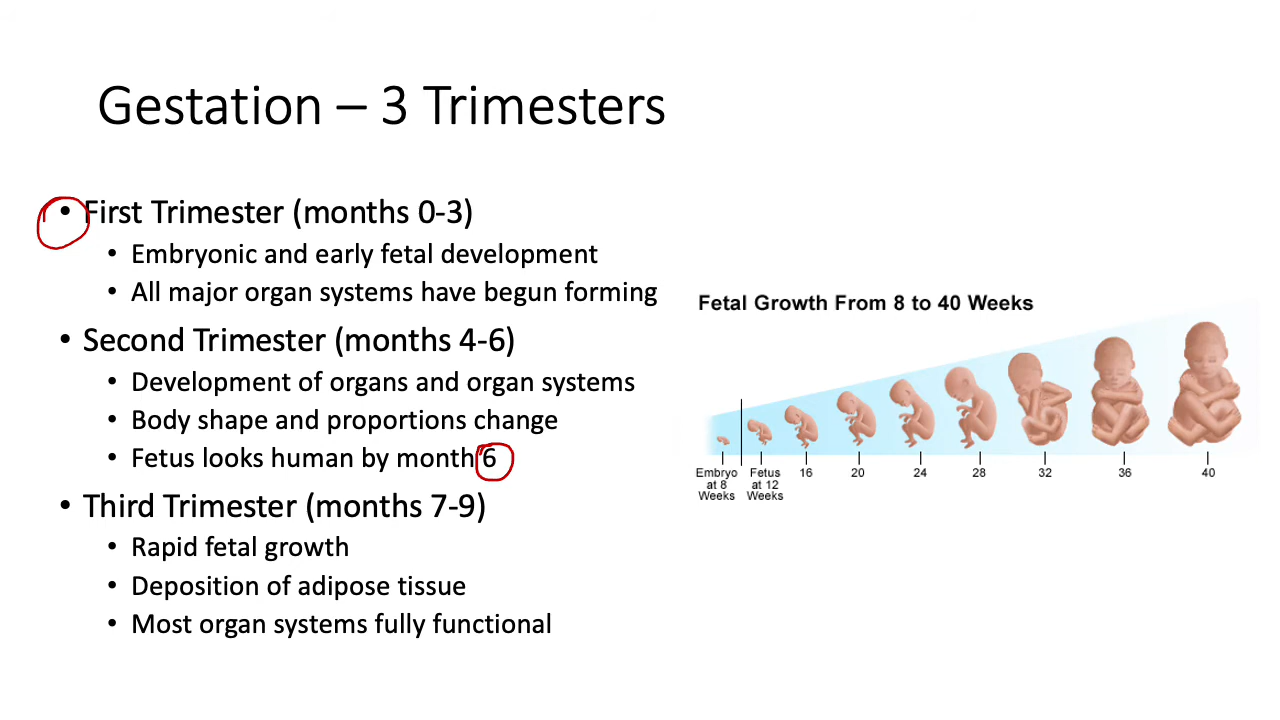 Gestation – 3 Trimesters
• First Trimester (months 0-3)
• Embryonic and early fetal development
• All major organ systems have begun forming
• Second Trimester (months 4-6)
• Development of organs and organ systems
• Body shape and proportions change
• Fetus looks human by month 6
• Third Trimester (months 7-9)
• Rapid fetal growth
• Deposition of adipose tissue
• Most organ systems fully functional
Fetal Growth From 8 to 40 Weeks
Embryo at 8 Weeks
Fetus at 12 Weeks
16 20 24 28 32 36 40